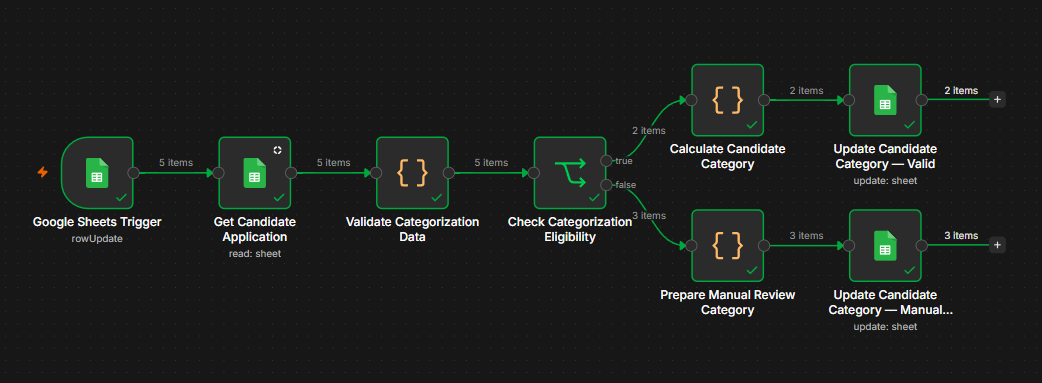 5 items
5 items
5 items
2 items
true
false
3 items
2 items
2 items
3 items
3 items
Google Sheets Trigger
rowUpdate
Get Candidate
Application
read: sheet
{ }
Validate Categorization
Data
Check Categorization
Eligibility
{ }
Calculate Candidate
Category
Update Candidate
Category — Valid
update: sheet
+
{ }
Prepare Manual Review
Category
Update Candidate
Category — Manual...
update: sheet
+